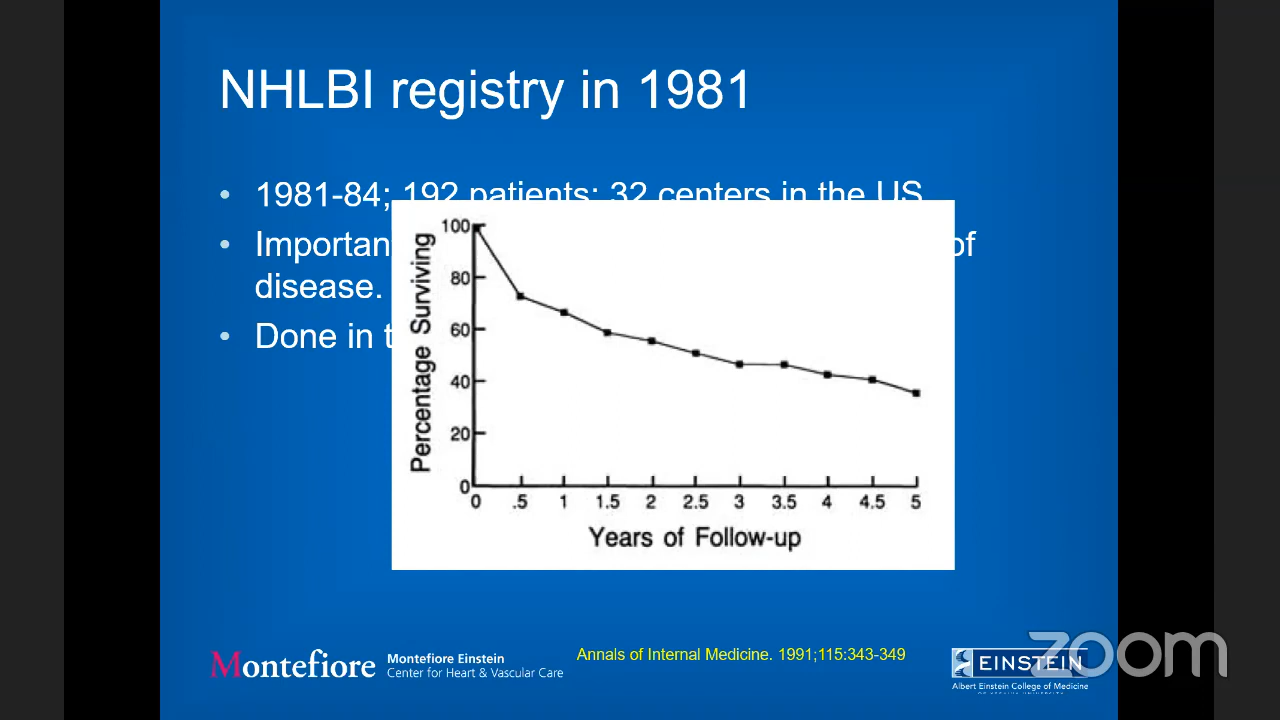 NHLBI registry in 1981
• 1981-84; 192 patients; 32 centers in the US
• Importan of
disease.
• Done in t
Percentage Surviving
100
80
60
40
20
0
0 .5 1 1.5 2 2.5 3 3.5 4 4.5 5
Years of Follow-up
Montefiore
Montefiore Einstein
Center for Heart & Vascular Care
Annals of Internal Medicine. 1991;115:343-349
EINSTEIN
Albert Einstein College of Medicine
zoom